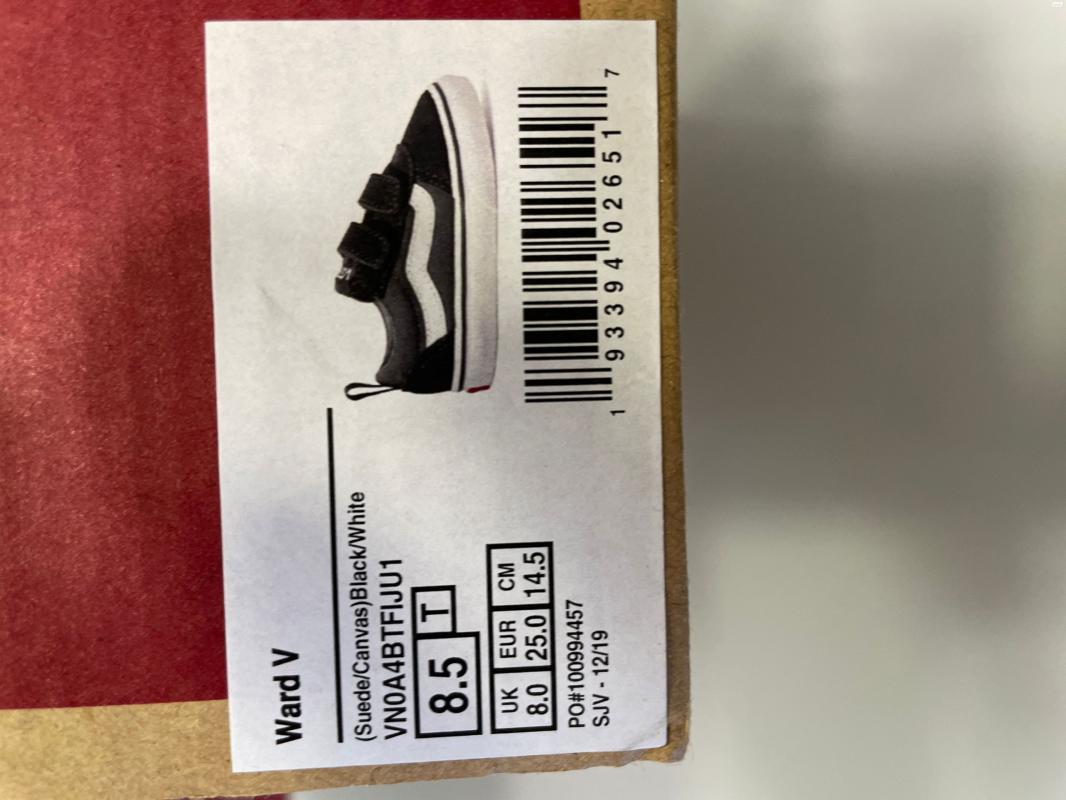 Ward V
(Suede/Canvas)Black/White
VN0A4BTFIJU1
8.5 T
UK EUR CM
8.0 25.0 14.5
PO#100994457
SJV - 12/19
1 93394 02651 7